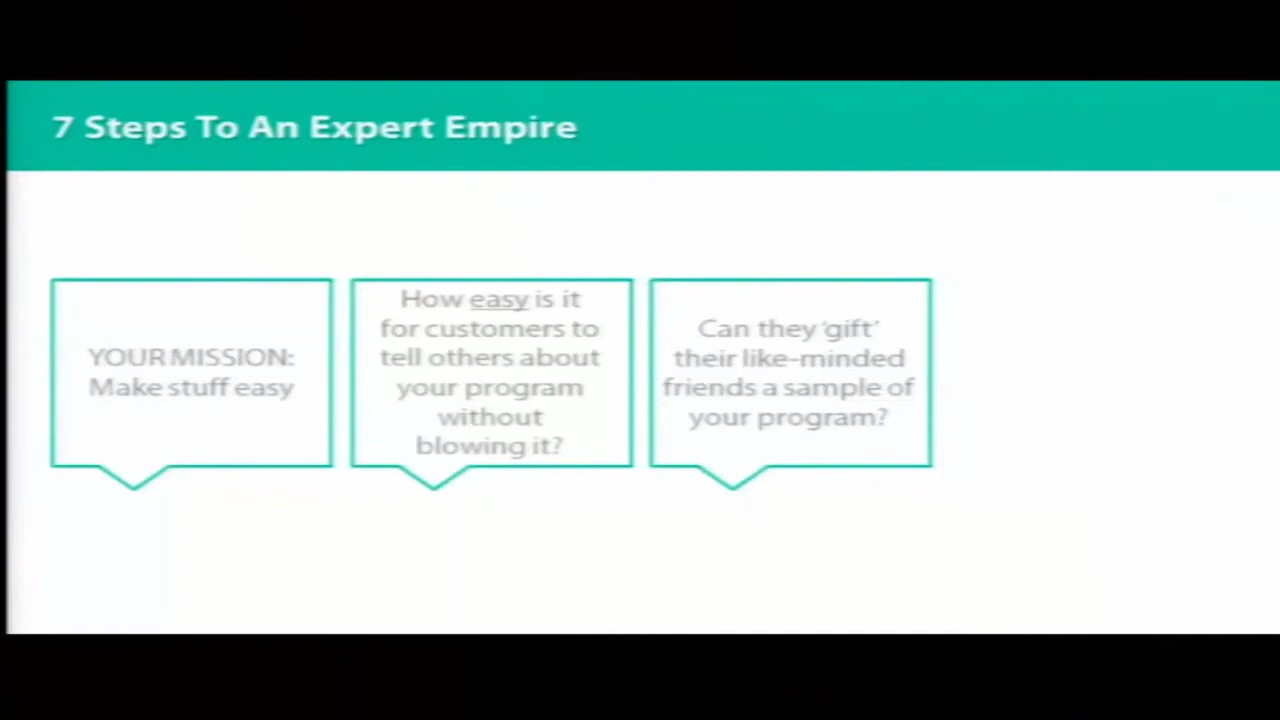 7 Steps To An Expert Empire
YOUR MISSION:
Make stuff easy
How easy is it
for customers to
tell others about
your program
without
blowing it?
Can they ‘gift’
their like-minded
friends a sample of
your program?